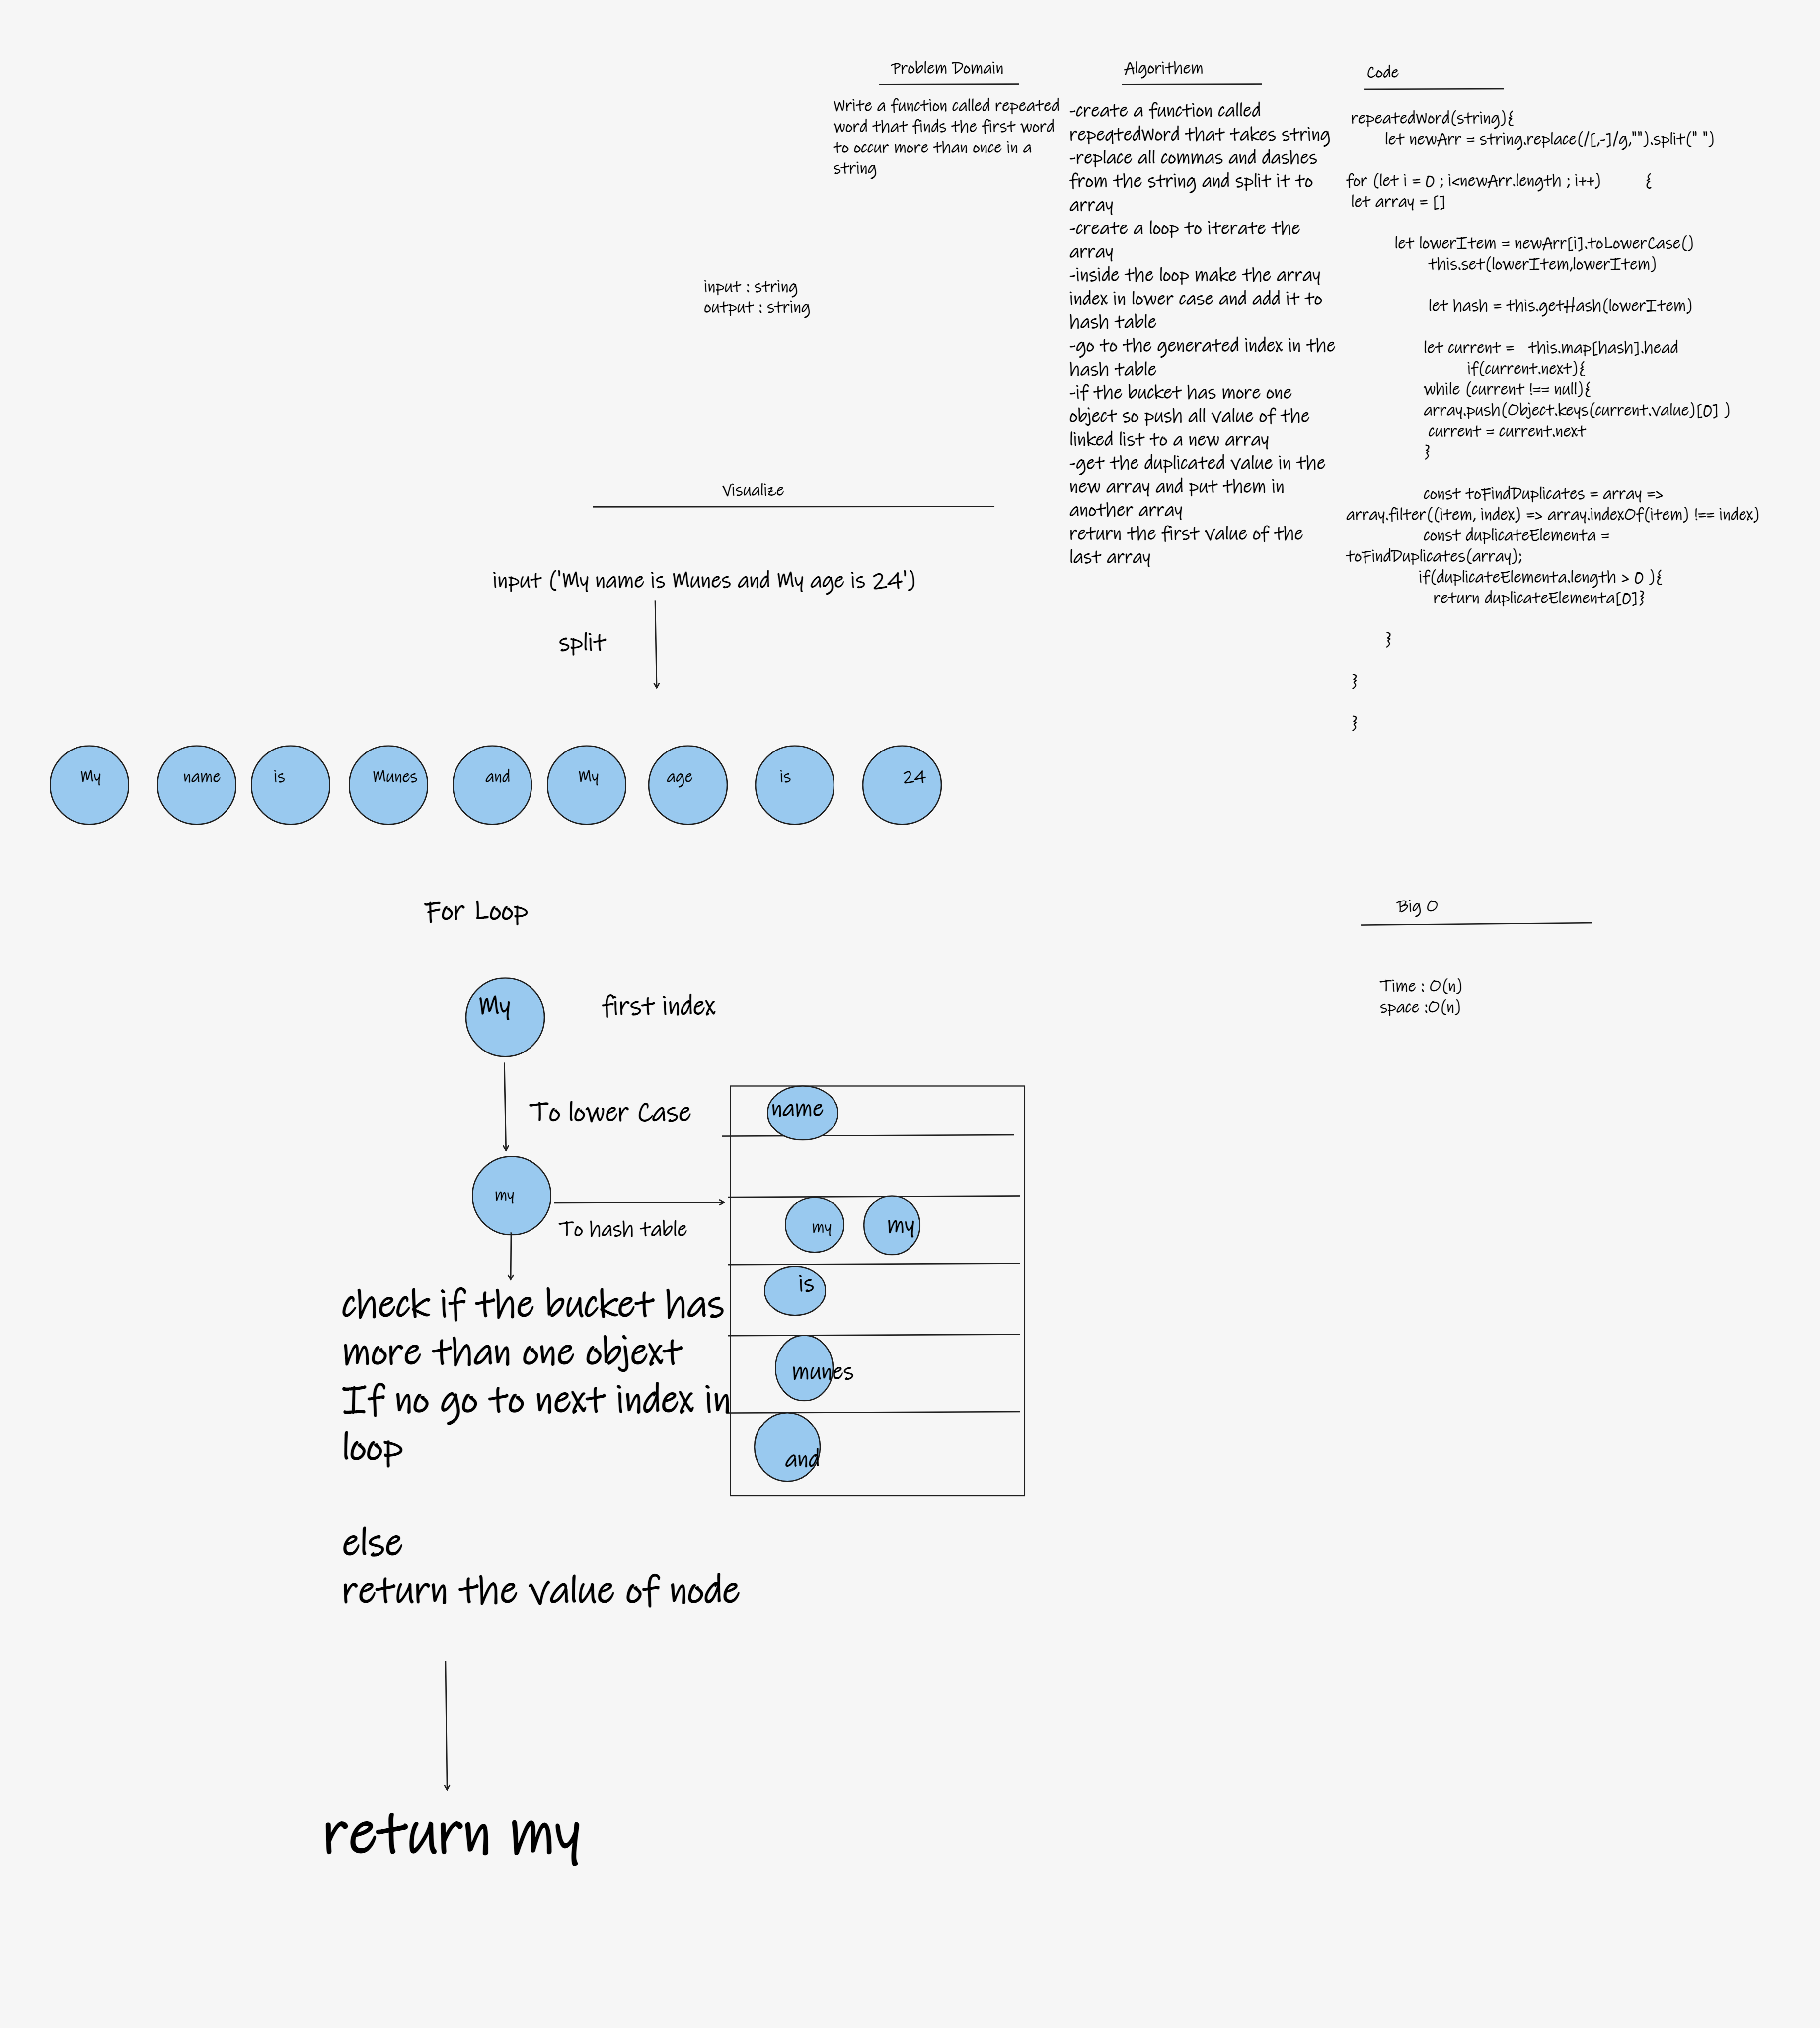 Problem Domain
Write a function called repeated
word that finds the first word
to occur more than once in a
string
input : string
output : string
Algorithem
-create a function called
repeqtedWord that takes string
-replace all commas and dashes
from the string and split it to
array
-create a loop to iterate the
array
-inside the loop make the array
index in lower case and add it to
hash table
-go to the generated index in the
hash table
-if the bucket has more one
object so push all value of the
linked list to a new array
-get the duplicated value in the
new array and put them in
another array
return the first value of the
last array
Code
repeatedWord(string){
let newArr = string.replace(/[,-]/g,"").split(" ")
for (let i = 0 ; i<newArr.length ; i++) {
let array = []
let lowerItem = newArr[i].toLowerCase()
this.set(lowerItem,lowerItem)
let hash = this.getHash(lowerItem)
let current = this.map[hash].head
if(current.next){
while (current !== null){
array.push(Object.keys(current.value)[0] )
current = current.next
}
const toFindDuplicates = array =>
array.filter((item, index) => array.indexOf(item) !== index)
const duplicateElementa =
toFindDuplicates(array);
if(duplicateElementa.length > 0 ){
return duplicateElementa[0]}
}
}
}
Visualize
input ('My name is Munes and My age is 24')
split
My name is Munes and My age is 24
For Loop
My
first index
To lower Case
my
To hash table
name
my my
is
munes
and
check if the bucket has
more than one objext
If no go to next index in
loop
else
return the value of node
return my
Big O
Time : O(n)
space :O(n)